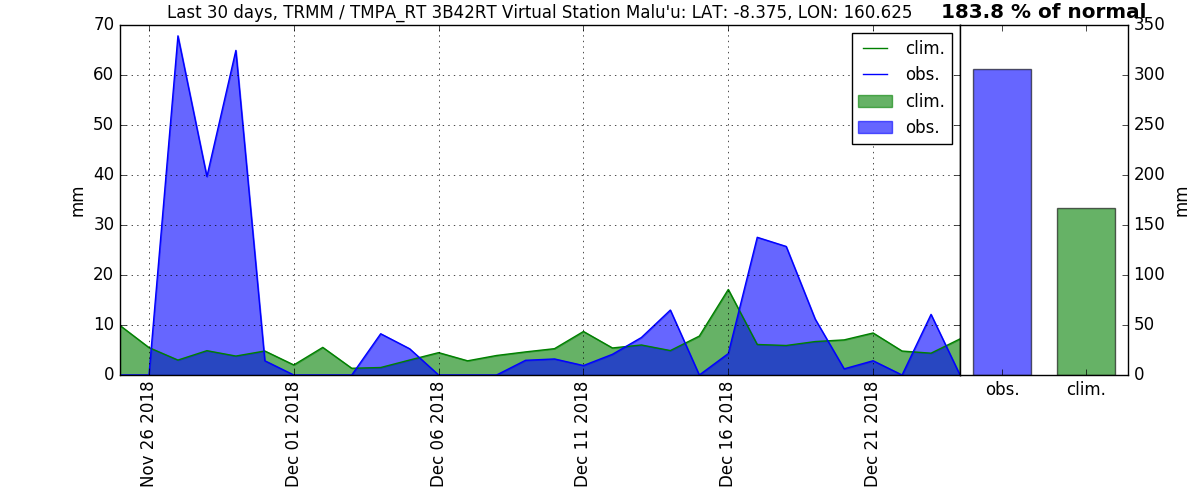 Last 30 days, TRMM / TMPA_RT 3B42RT Virtual Station Malu'u: LAT: -8.375, LON: 160.625
183.8 % of normal
70
60
50
40
30
20
10
0
mm
clim.
obs.
clim.
obs.
Nov 26 2018
Dec 01 2018
Dec 06 2018
Dec 11 2018
Dec 16 2018
Dec 21 2018
350
300
250
200
150
100
50
0
mm
obs.
clim.